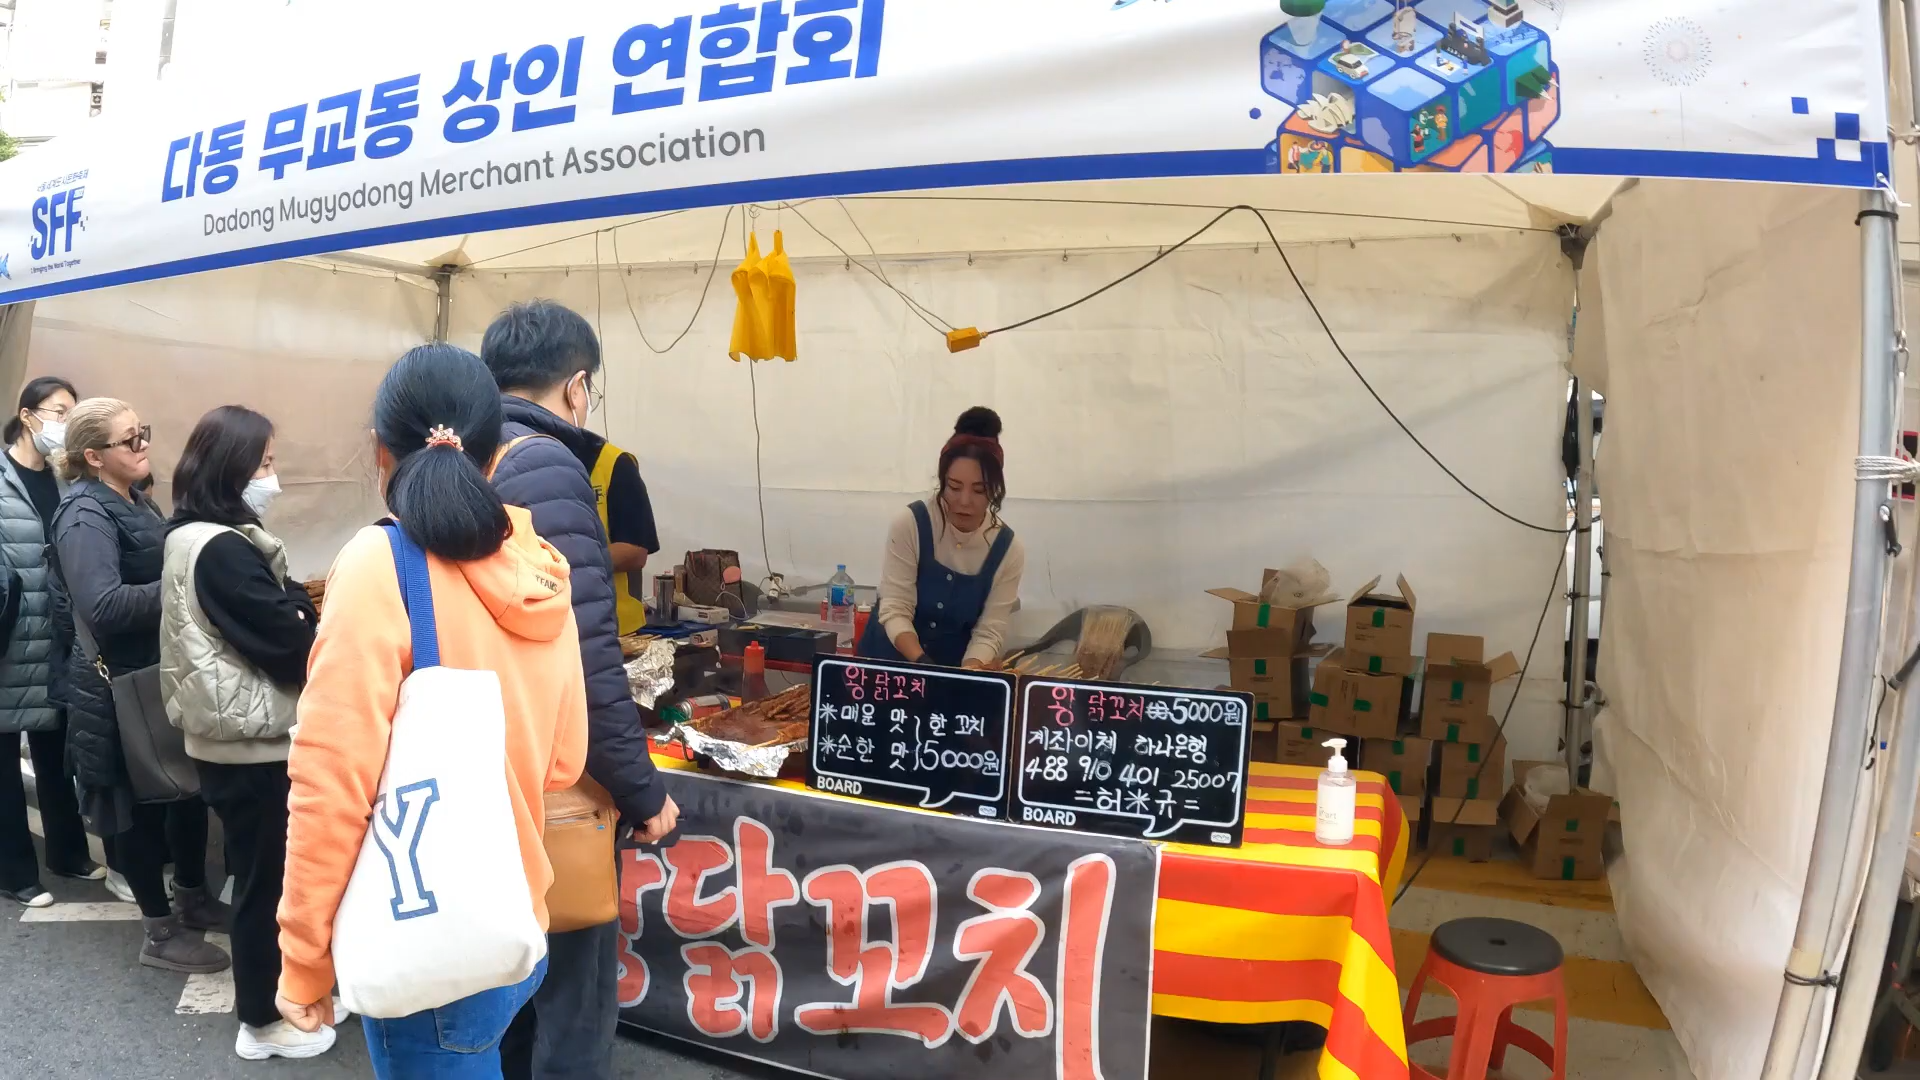 다동 무교동 상인 연합회
Dadong Mugyodong Merchant Association
SFF
왕 닭꼬치
*매운 맛 } 한 꼬치
*순한 맛 } 5000원
BOARD
왕 닭꼬치 5000원
계좌이체 하나은행
488 910 401 25007
=허*규=
BOARD
왕닭꼬치
Y